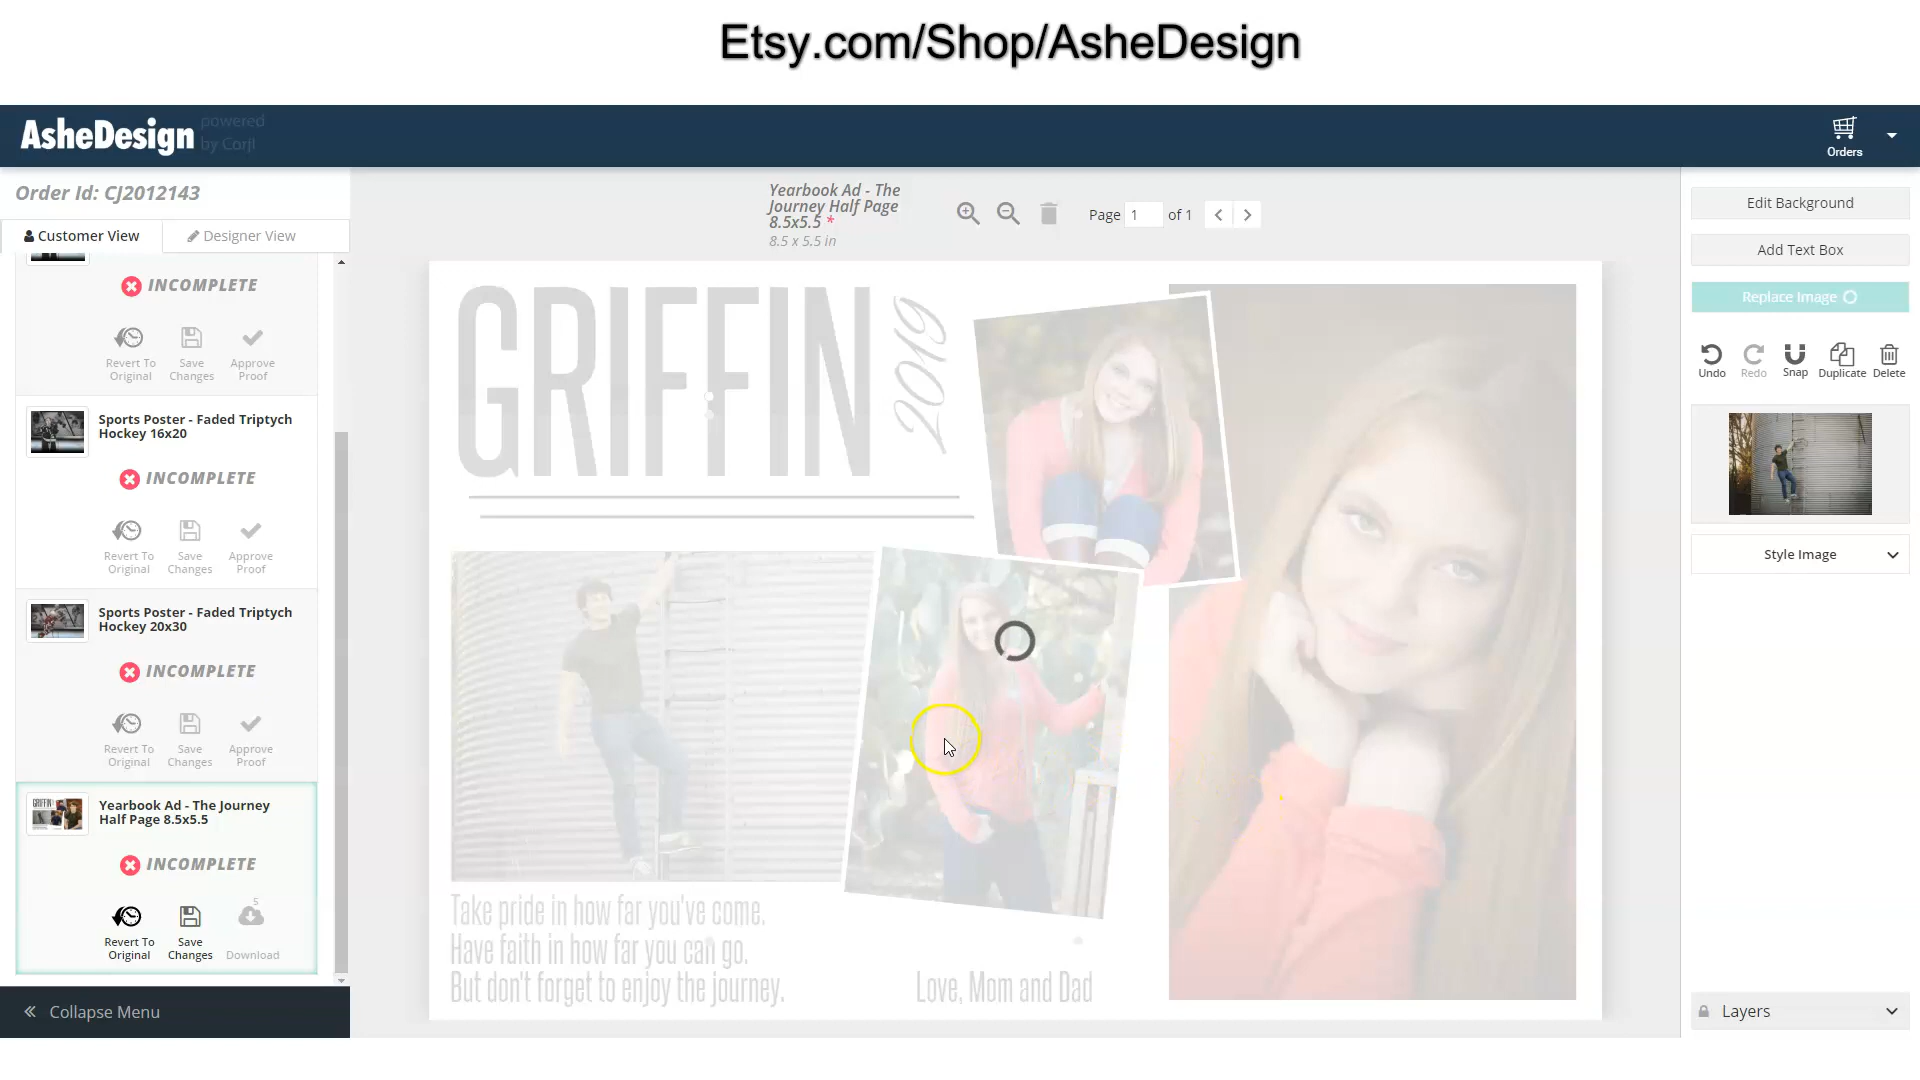 Etsy.com/Shop/AsheDesign
AsheDesign
powered
by Corjl
Orders
Order Id: CJ2012143
Customer View
Designer View
INCOMPLETE
Revert To
Original
Save
Changes
Approve
Proof
Sports Poster - Faded Triptych
Hockey 16x20
INCOMPLETE
Revert To
Original
Save
Changes
Approve
Proof
Sports Poster - Faded Triptych
Hockey 20x30
INCOMPLETE
Revert To
Original
Save
Changes
Approve
Proof
Yearbook Ad - The Journey
Half Page 8.5x5.5
INCOMPLETE
Revert To
Original
Save
Changes
5
Download
« Collapse Menu
Yearbook Ad - The
Journey Half Page
8.5x5.5 *
8.5 x 5.5 in
Page 1 of 1
GRIFFIN
2019
Take pride in how far you've come.
Have faith in how far you can go.
But don't forget to enjoy the journey.
Love, Mom and Dad
Edit Background
Add Text Box
Replace Image
Undo
Redo
Snap
Duplicate
Delete
Style Image
Layers